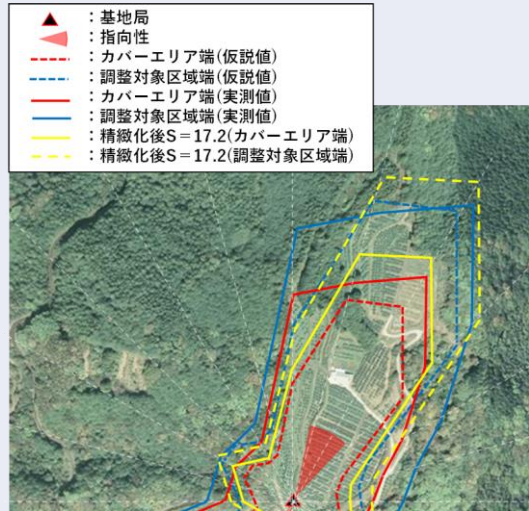 ：基地局
：指向性
：カバーエリア端(仮説値)
：調整対象区域端(仮説値)
：カバーエリア端(実測値)
：調整対象区域端(実測値)
：精緻化後S＝17.2(カバーエリア端)
：精緻化後S＝17.2(調整対象区域端)